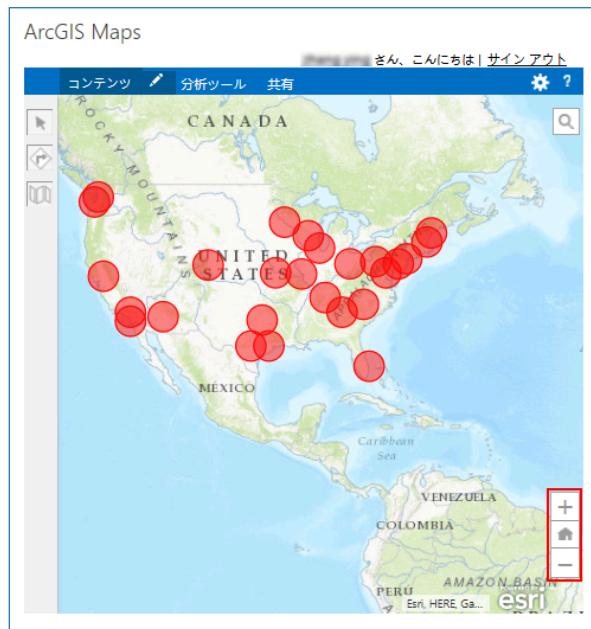 ArcGIS Maps
さん、こんにちは | サイン アウト
コンテンツ 分析ツール 共有 ?
CANADA
ROCKY MOUNTAINS
UNITED
STATES
MÉXICO
Caribbean
Sea
VENEZUELA
COLOMBIA
AMAZON BASIN
PERU
Esri, HERE, Ga...
esri